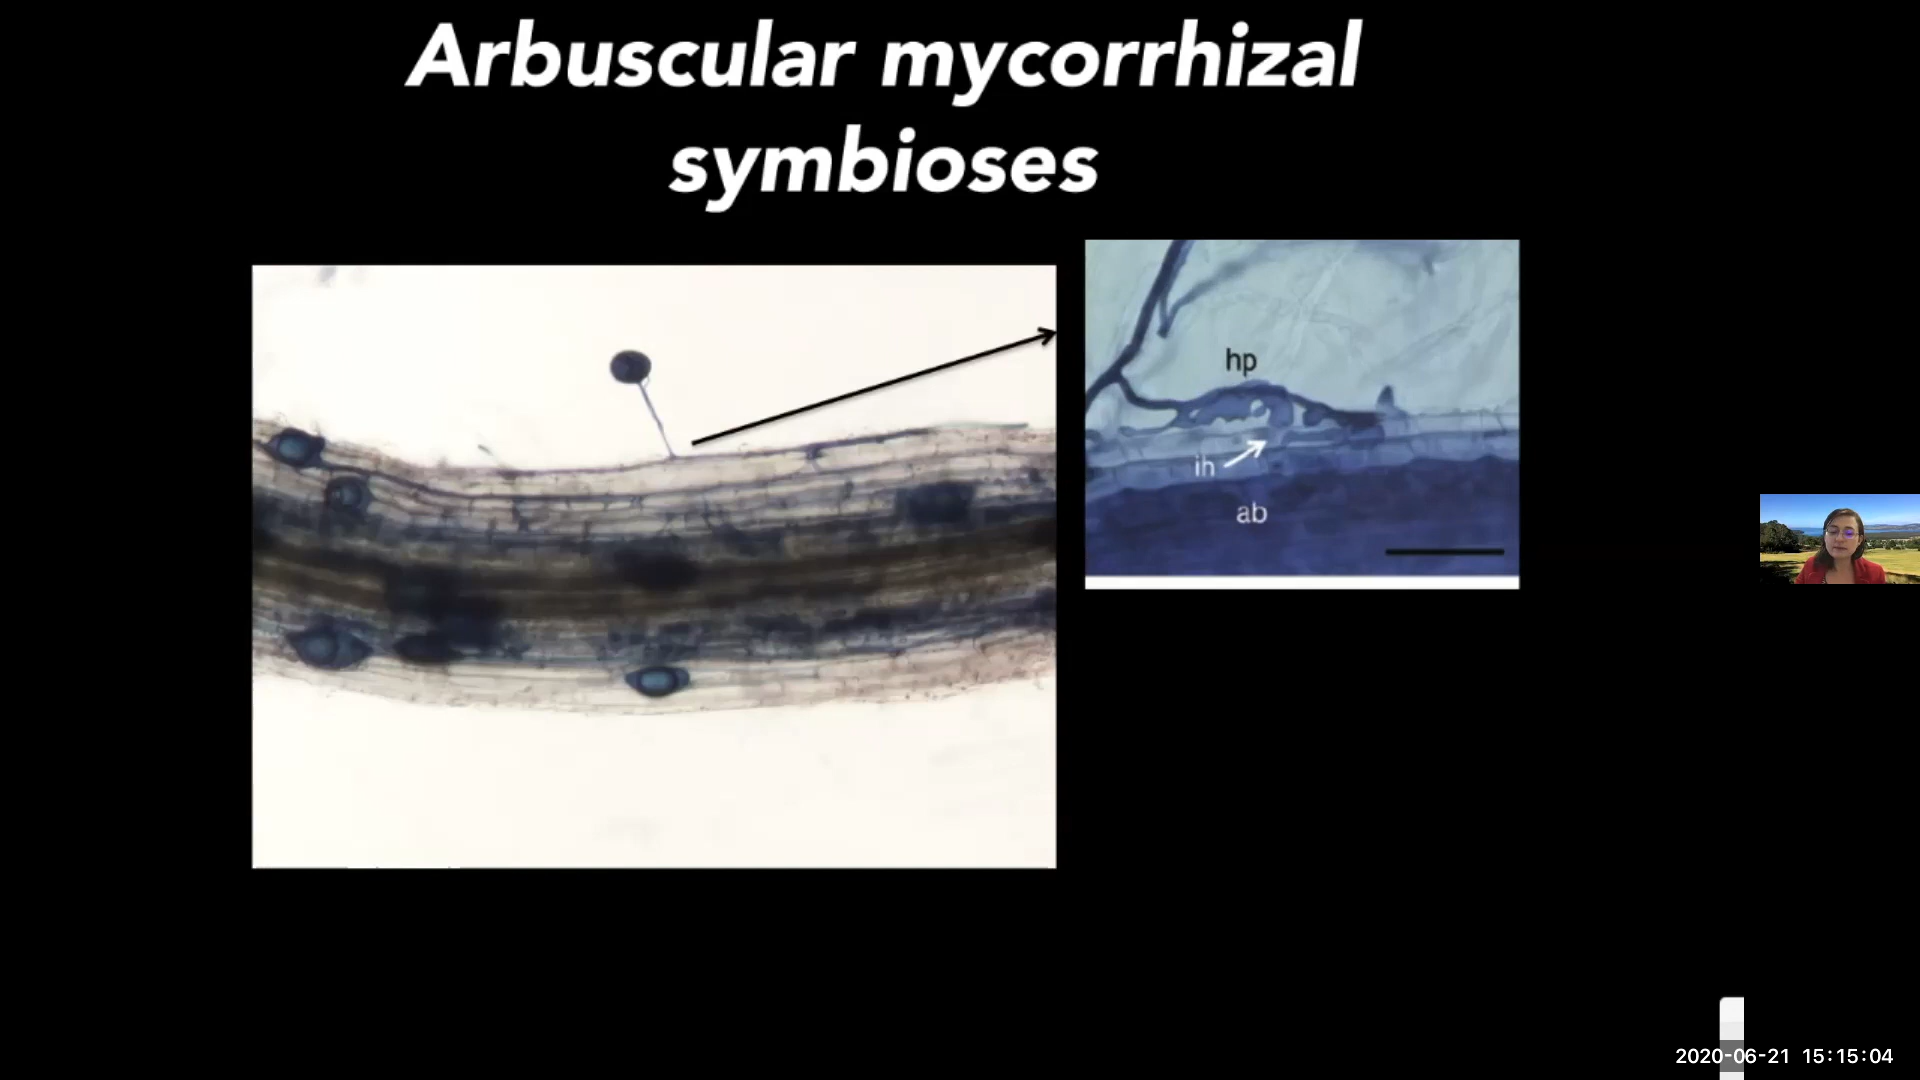 Arbuscular mycorrhizal
symbioses
hp
ih
ab
2020-06-21 15:15:04